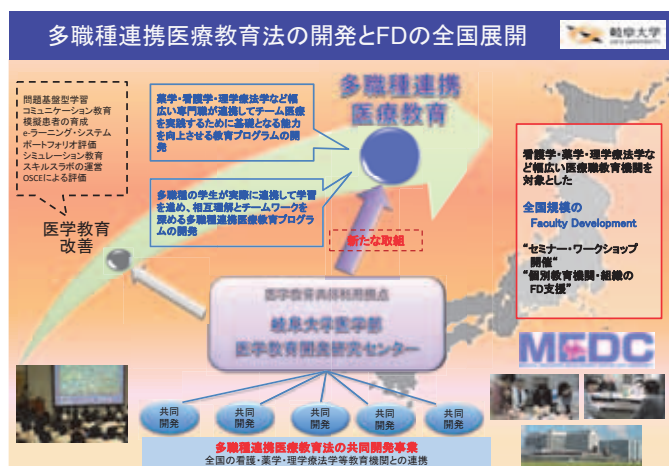 多職種連携医療教育法の開発とFDの全国展開
岐阜大学
問題基盤型学習
コミュニケーション教育
模擬患者の育成
e-ラーニング・システム
ポートフォリオ評価
シミュレーション教育
スキルスラボの運営
OSCEによる評価
医学教育
改善
薬学・看護学・理学療法学など幅
広い専門職が連携してチーム医療
を実践するために基礎となる能力
を向上させる教育プログラムの開
発
多職種の学生が実際に連携して学習
を進め、相互理解とチームワークを
深める多職種連携医療教育プログラ
ムの開発
多職種連携
医療教育
新たな取組
看護学・薬学・理学療法学な
ど幅広い医療職教育機関を
対象とした
全国規模の
Faculty Development
“セミナー・ワークショップ
開催”
“個別教育機関・組織の
FD支援”
医学教育共同利用拠点
岐阜大学医学部
医学教育開発研究センター
MEDC
共同
開発
共同
開発
共同
開発
共同
開発
共同
開発
多職種連携医療教育法の共同開発事業
全国の看護・薬学・理学療法学等教育機関との連携